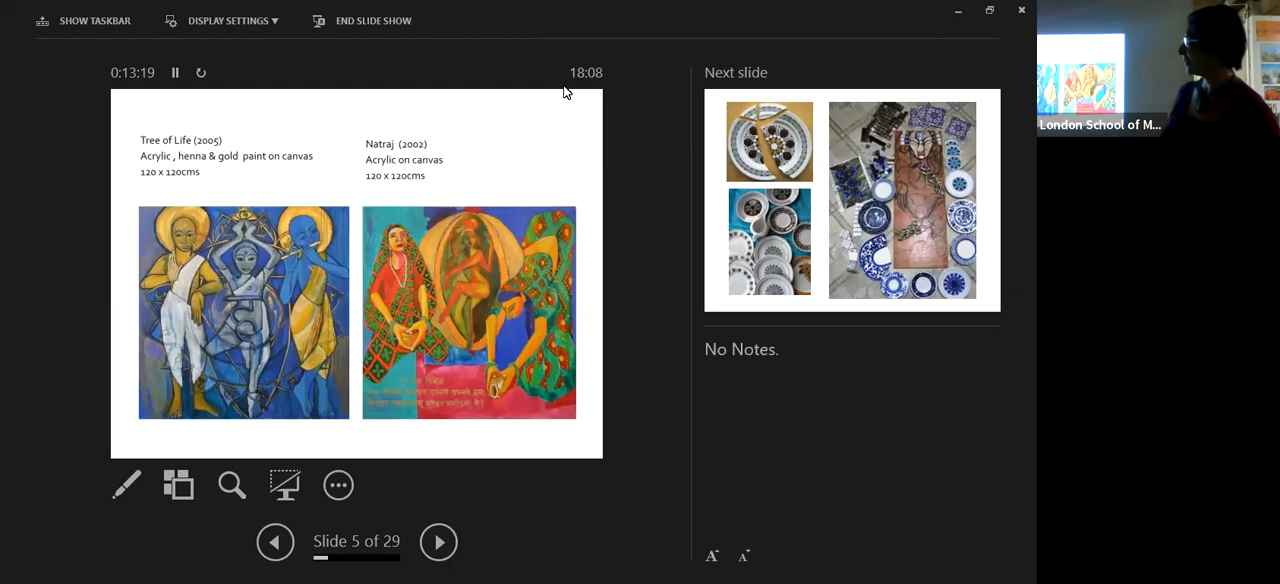 SHOW TASKBAR
DISPLAY SETTINGS ▼
END SLIDE SHOW
0:13:19
18:08
Next slide
Tree of Life (2005)
Acrylic , henna & gold paint on canvas
120 x 120cms
Natraj (2002)
Acrylic on canvas
120 x 120cms
London School of M...
No Notes.
Slide 5 of 29